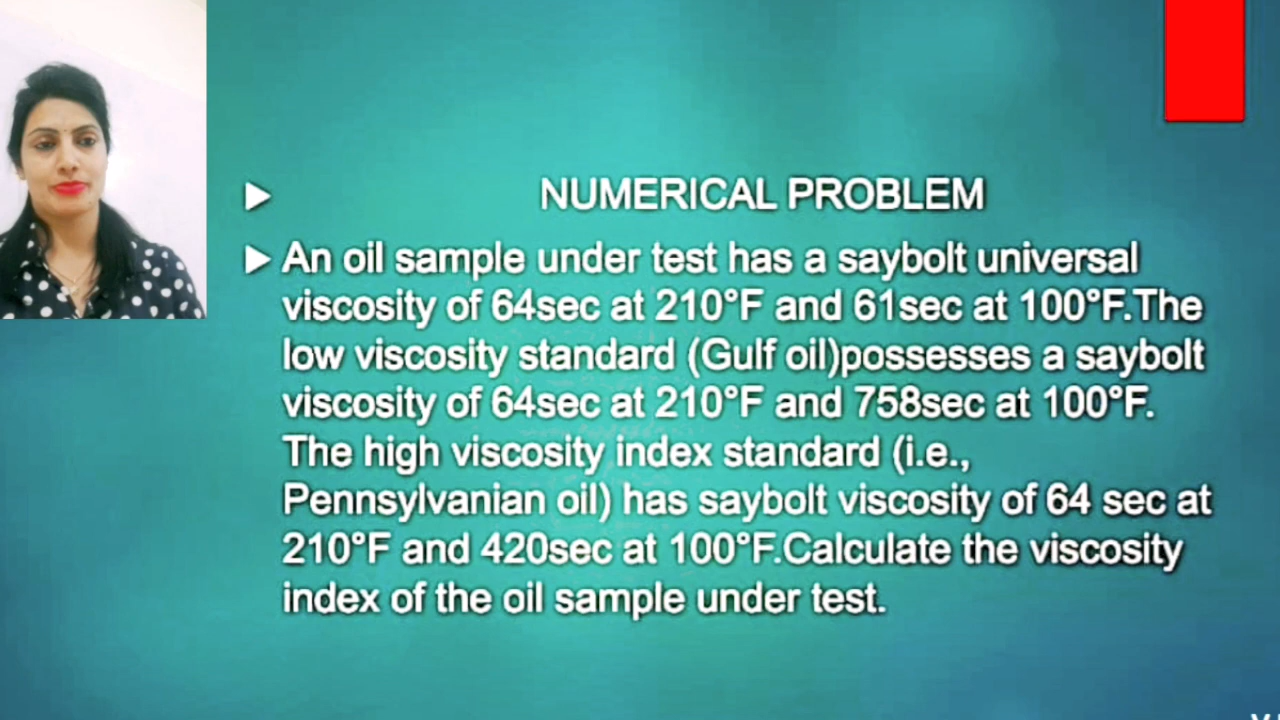 NUMERICAL PROBLEM
An oil sample under test has a saybolt universal
viscosity of 64sec at 210°F and 61sec at 100°F.The
low viscosity standard (Gulf oil)possesses a saybolt
viscosity of 64sec at 210°F and 758sec at 100°F.
The high viscosity index standard (i.e.,
Pennsylvanian oil) has saybolt viscosity of 64 sec at
210°F and 420sec at 100°F.Calculate the viscosity
index of the oil sample under test.